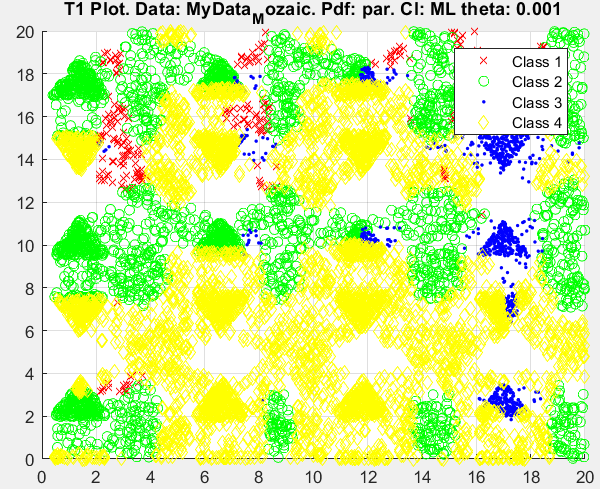 T1 Plot. Data: MyData_Mozaic. Pdf: par. Cl: ML theta: 0.001
20
18
16
14
12
10
8
6
4
2
0
Class 1
Class 2
Class 3
Class 4
0 2 4 6 8 10 12 14 16 18 20